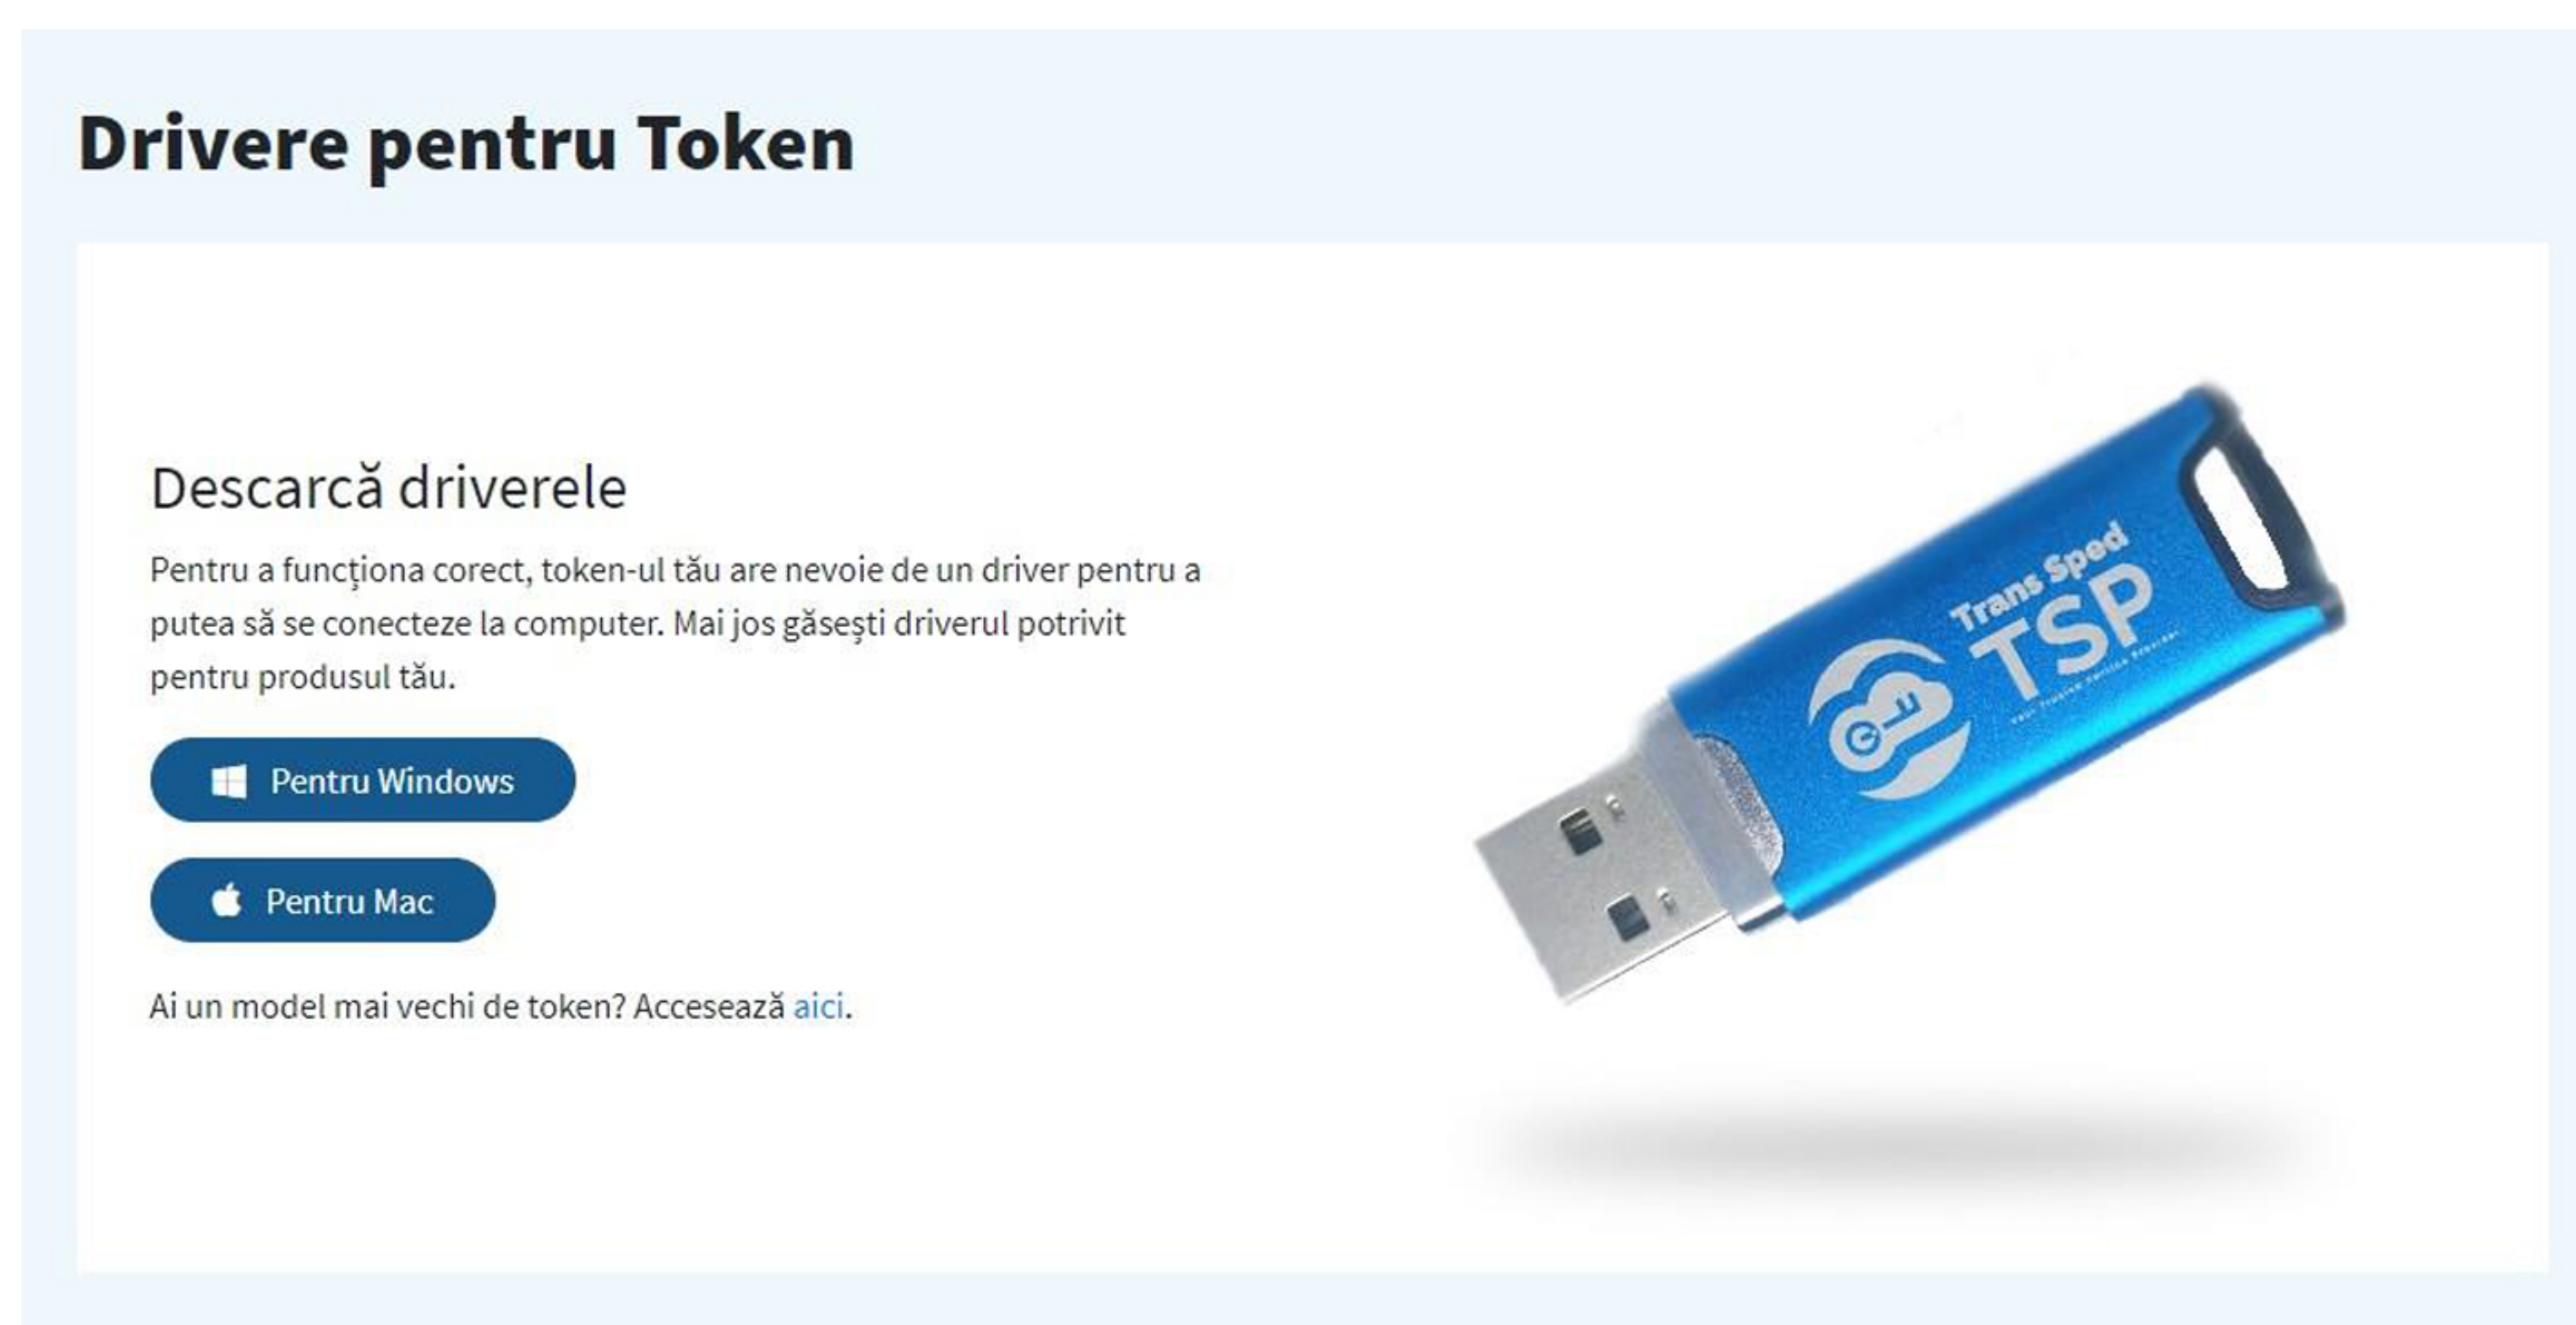 Drivere pentru Token
Descarcă driverele
Pentru a funcționa corect, token-ul tău are nevoie de un driver pentru a
putea să se conecteze la computer. Mai jos găsești driverul potrivit
pentru produsul tău.
Pentru Windows
Pentru Mac
Ai un model mai vechi de token? Accesează aici.
Trans Sped
TSP